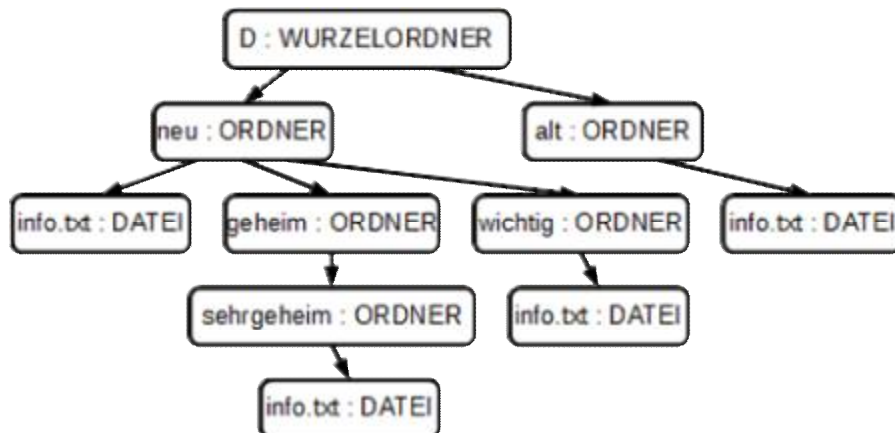 D : WURZELORDNER
neu : ORDNER
alt : ORDNER
info.txt : DATEI
geheim : ORDNER
wichtig : ORDNER
info.txt : DATEI
sehrgeheim : ORDNER
info.txt : DATEI
info.txt : DATEI